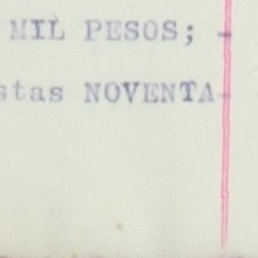 MIL PESOS; -
stas NOVENTA-